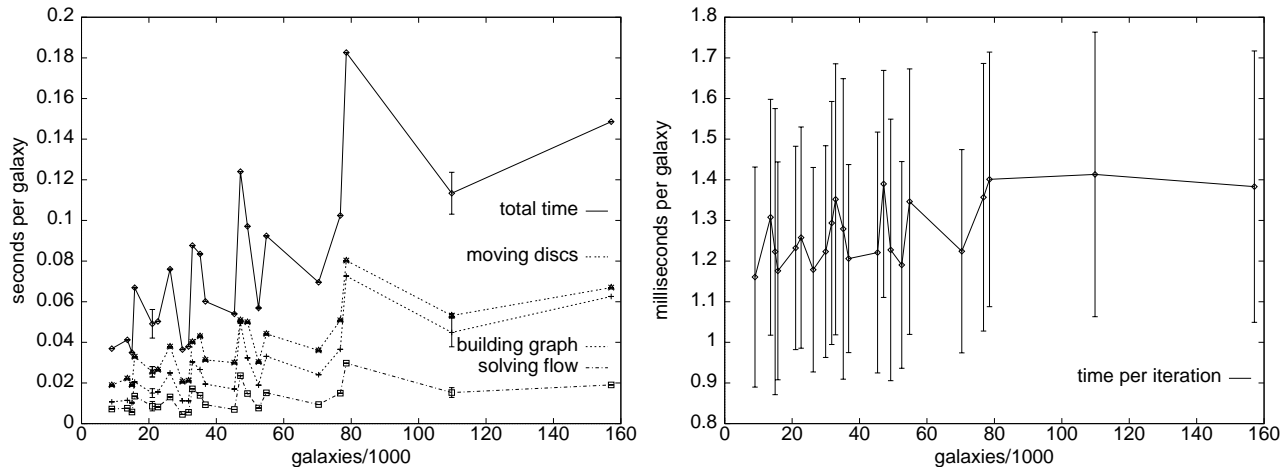 0.2
0.18
0.16
0.14
0.12
0.1
0.08
0.06
0.04
0.02
0
seconds per galaxy
total time
moving discs
building graph
solving flow
0 20 40 60 80 100 120 140 160
galaxies/1000
1.8
1.7
1.6
1.5
1.4
1.3
1.2
1.1
1
0.9
0.8
milliseconds per galaxy
time per iteration
0 20 40 60 80 100 120 140 160
galaxies/1000